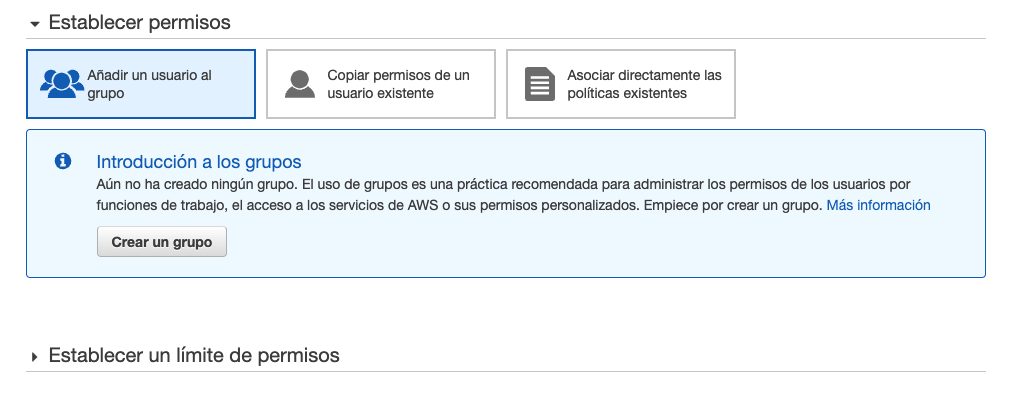 Establecer permisos
Añadir un usuario al
grupo
Copiar permisos de un
usuario existente
Asociar directamente las
políticas existentes
Introducción a los grupos
Aún no ha creado ningún grupo. El uso de grupos es una práctica recomendada para administrar los permisos de los usuarios por
funciones de trabajo, el acceso a los servicios de AWS o sus permisos personalizados. Empiece por crear un grupo. Más información
Crear un grupo
Establecer un límite de permisos